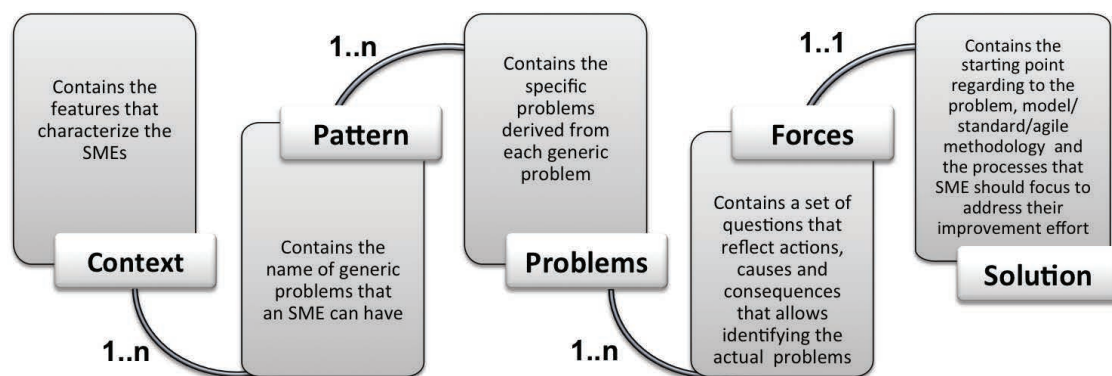 Contains the
features that
characterize the
SMEs
Context
1..n
Pattern
Contains the
name of generic
problems that
an SME can have
1..n
Contains the
specific
problems
derived from
each generic
problem
Problems
1..n
Forces
Contains a set of
questions that
reflect actions,
causes and
consequences
that allows
identifying the
actual problems
1..1
Contains the
starting point
regarding to the
problem, model/
standard/agile
methodology and
the processes that
SME should focus to
address their
improvement effort
Solution